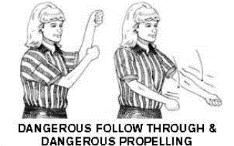 DANGEROUS FOLLOW THROUGH &
DANGEROUS PROPELLING